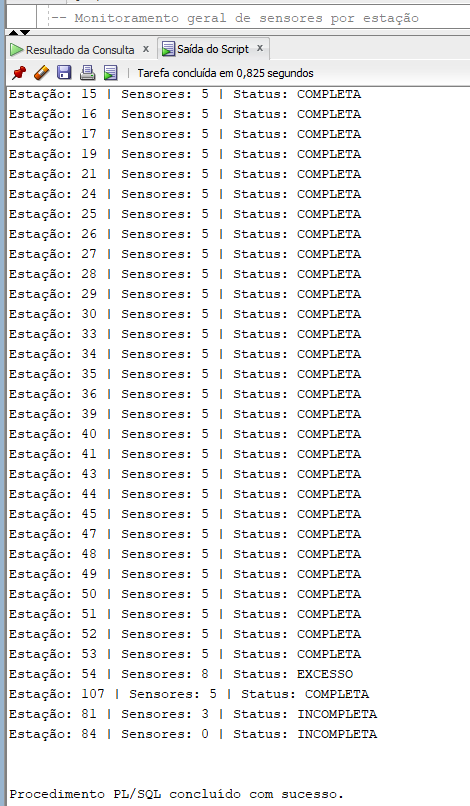 -- Monitoramento geral de sensores por estação
Resultado da Consulta x Saída do Script x
Tarefa concluída em 0,825 segundos
Estação: 15 | Sensores: 5 | Status: COMPLETA
Estação: 16 | Sensores: 5 | Status: COMPLETA
Estação: 17 | Sensores: 5 | Status: COMPLETA
Estação: 19 | Sensores: 5 | Status: COMPLETA
Estação: 21 | Sensores: 5 | Status: COMPLETA
Estação: 24 | Sensores: 5 | Status: COMPLETA
Estação: 25 | Sensores: 5 | Status: COMPLETA
Estação: 26 | Sensores: 5 | Status: COMPLETA
Estação: 27 | Sensores: 5 | Status: COMPLETA
Estação: 28 | Sensores: 5 | Status: COMPLETA
Estação: 29 | Sensores: 5 | Status: COMPLETA
Estação: 30 | Sensores: 5 | Status: COMPLETA
Estação: 33 | Sensores: 5 | Status: COMPLETA
Estação: 34 | Sensores: 5 | Status: COMPLETA
Estação: 35 | Sensores: 5 | Status: COMPLETA
Estação: 36 | Sensores: 5 | Status: COMPLETA
Estação: 39 | Sensores: 5 | Status: COMPLETA
Estação: 40 | Sensores: 5 | Status: COMPLETA
Estação: 41 | Sensores: 5 | Status: COMPLETA
Estação: 43 | Sensores: 5 | Status: COMPLETA
Estação: 44 | Sensores: 5 | Status: COMPLETA
Estação: 45 | Sensores: 5 | Status: COMPLETA
Estação: 47 | Sensores: 5 | Status: COMPLETA
Estação: 48 | Sensores: 5 | Status: COMPLETA
Estação: 49 | Sensores: 5 | Status: COMPLETA
Estação: 50 | Sensores: 5 | Status: COMPLETA
Estação: 51 | Sensores: 5 | Status: COMPLETA
Estação: 52 | Sensores: 5 | Status: COMPLETA
Estação: 53 | Sensores: 5 | Status: COMPLETA
Estação: 54 | Sensores: 8 | Status: EXCESSO
Estação: 107 | Sensores: 5 | Status: COMPLETA
Estação: 81 | Sensores: 3 | Status: INCOMPLETA
Estação: 84 | Sensores: 0 | Status: INCOMPLETA
Procedimento PL/SQL concluído com sucesso.